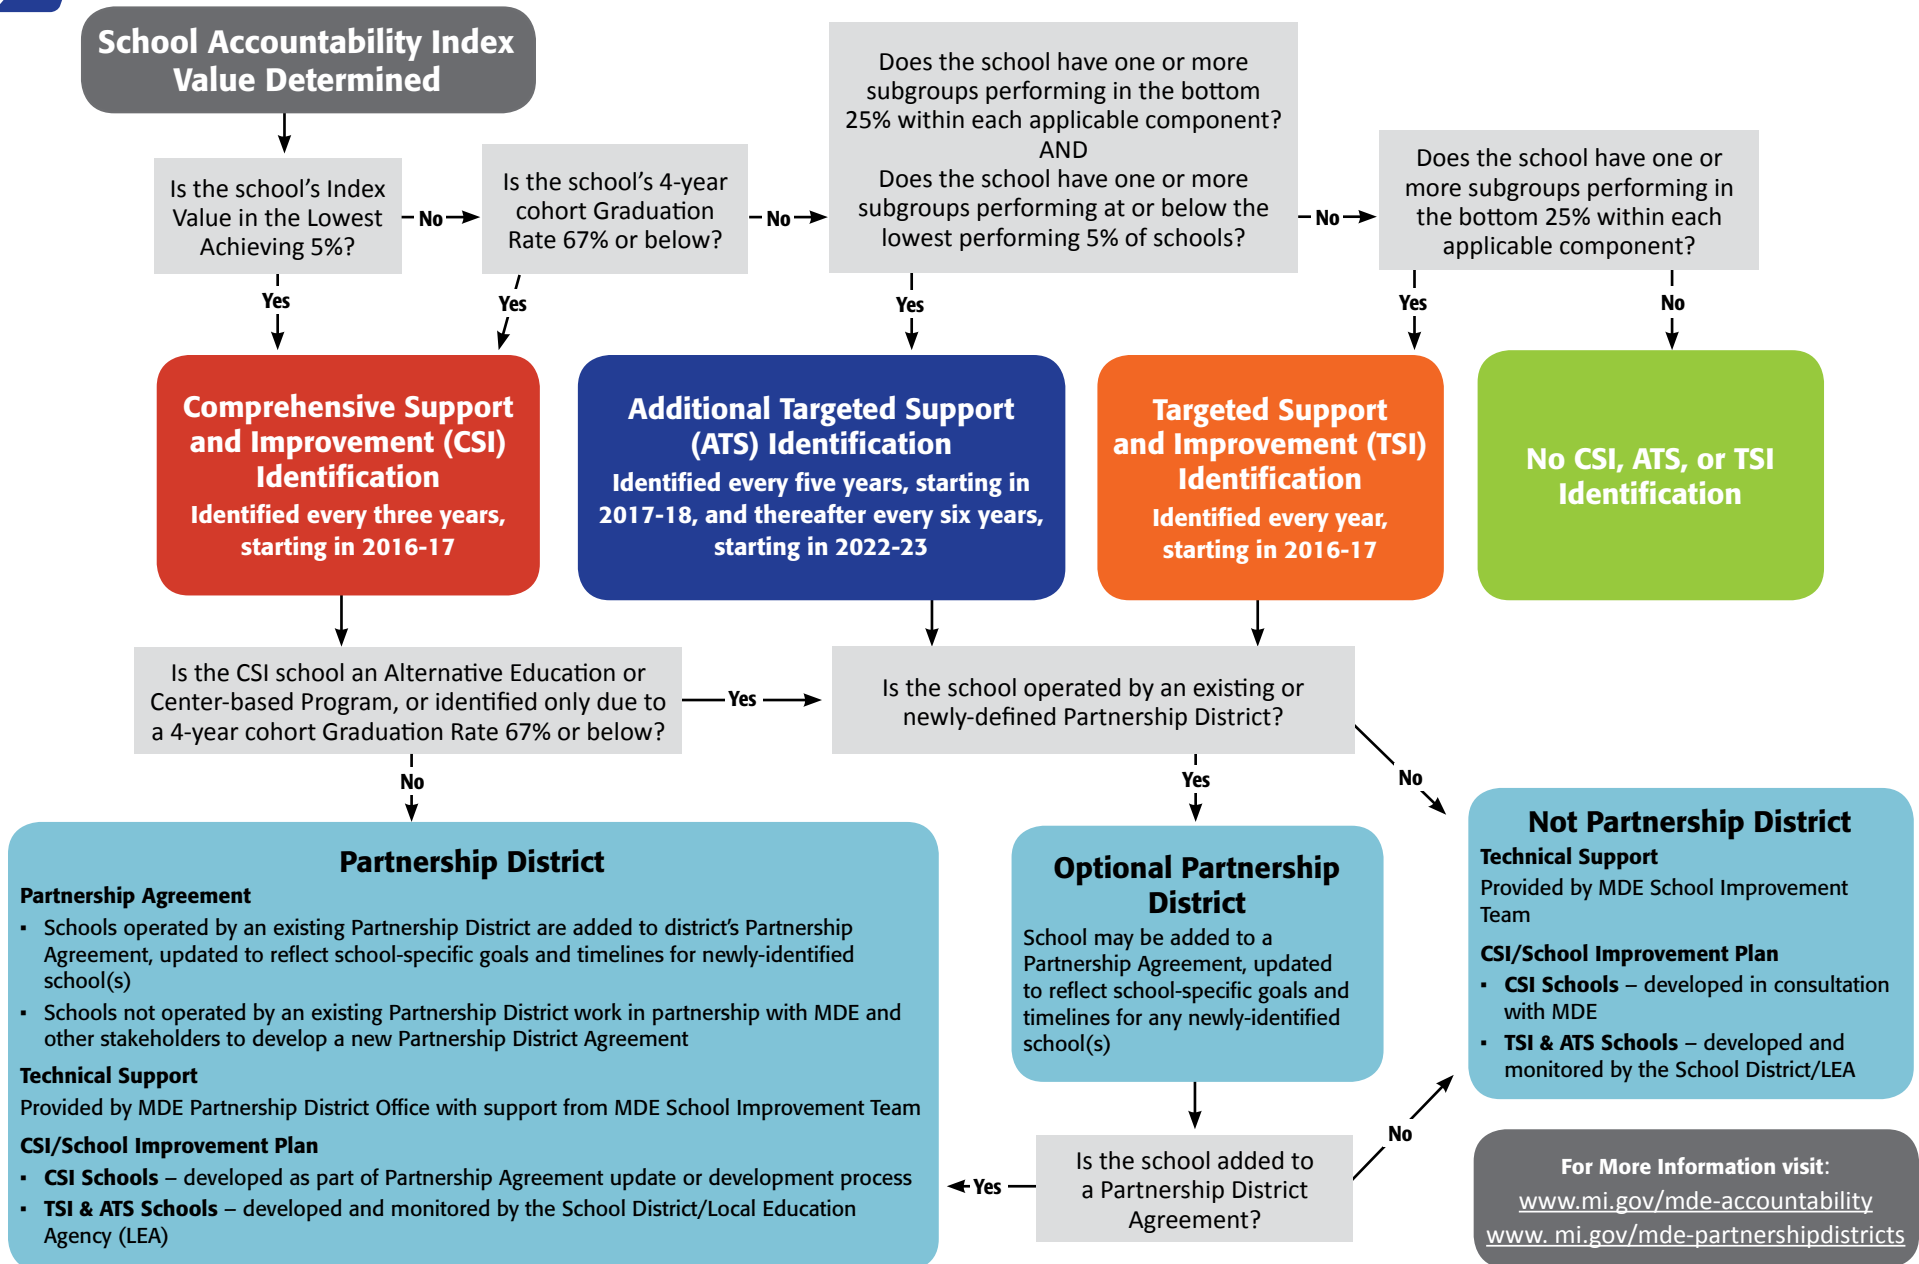 School Accountability Index
Value Determined
Is the school's Index
Value in the Lowest
Achieving 5%?
No
Is the school's 4-year
cohort Graduation
Rate 67% or below?
No
Does the school have one or more
subgroups performing in the bottom
25% within each applicable component?
AND
Does the school have one or more
subgroups performing at or below the
lowest performing 5% of schools?
No
Does the school have one or
more subgroups performing in
the bottom 25% within each
applicable component?
Yes
Yes
Yes
Yes
No
Comprehensive Support
and Improvement (CSI)
Identification
Identified every three years,
starting in 2016-17
Additional Targeted Support
(ATS) Identification
Identified every five years, starting in
2017-18, and thereafter every six years,
starting in 2022-23
Targeted Support
and Improvement (TSI)
Identification
Identified every year,
starting in 2016-17
No CSI, ATS, or TSI
Identification
Is the CSI school an Alternative Education or
Center-based Program, or identified only due to
a 4-year cohort Graduation Rate 67% or below?
Yes
Is the school operated by an existing or
newly-defined Partnership District?
No
Yes
No
Partnership District
Partnership Agreement
▪ Schools operated by an existing Partnership District are added to district's Partnership
Agreement, updated to reflect school-specific goals and timelines for newly-identified
school(s)
▪ Schools not operated by an existing Partnership District work in partnership with MDE and
other stakeholders to develop a new Partnership District Agreement
Technical Support
Provided by MDE Partnership District Office with support from MDE School Improvement Team
CSI/School Improvement Plan
▪ CSI Schools – developed as part of Partnership Agreement update or development process
▪ TSI & ATS Schools – developed and monitored by the School District/Local Education
Agency (LEA)
Optional Partnership
District
School may be added to a
Partnership Agreement, updated
to reflect school-specific goals and
timelines for any newly-identified
school(s)
Is the school added to
a Partnership District
Agreement?
Yes
No
Not Partnership District
Technical Support
Provided by MDE School Improvement
Team
CSI/School Improvement Plan
▪ CSI Schools – developed in consultation
with MDE
▪ TSI & ATS Schools – developed and
monitored by the School District/LEA
For More Information visit:
www.mi.gov/mde-accountability
www. mi.gov/mde-partnershipdistricts